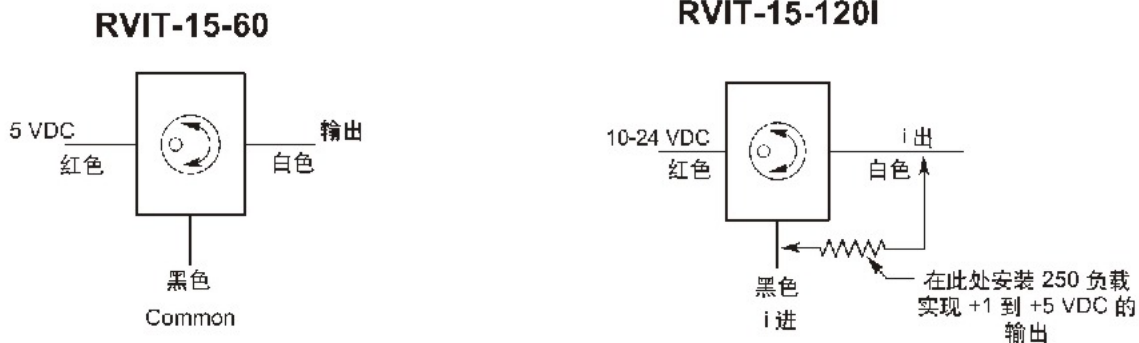 RVIT-15-60
5 VDC
红色
输出
白色
黑色
Common
RVIT-15-120I
10-24 VDC
红色
i 出
白色
黑色
i 进
在此处安装 250 负载
实现 +1 到 +5 VDC 的
输出